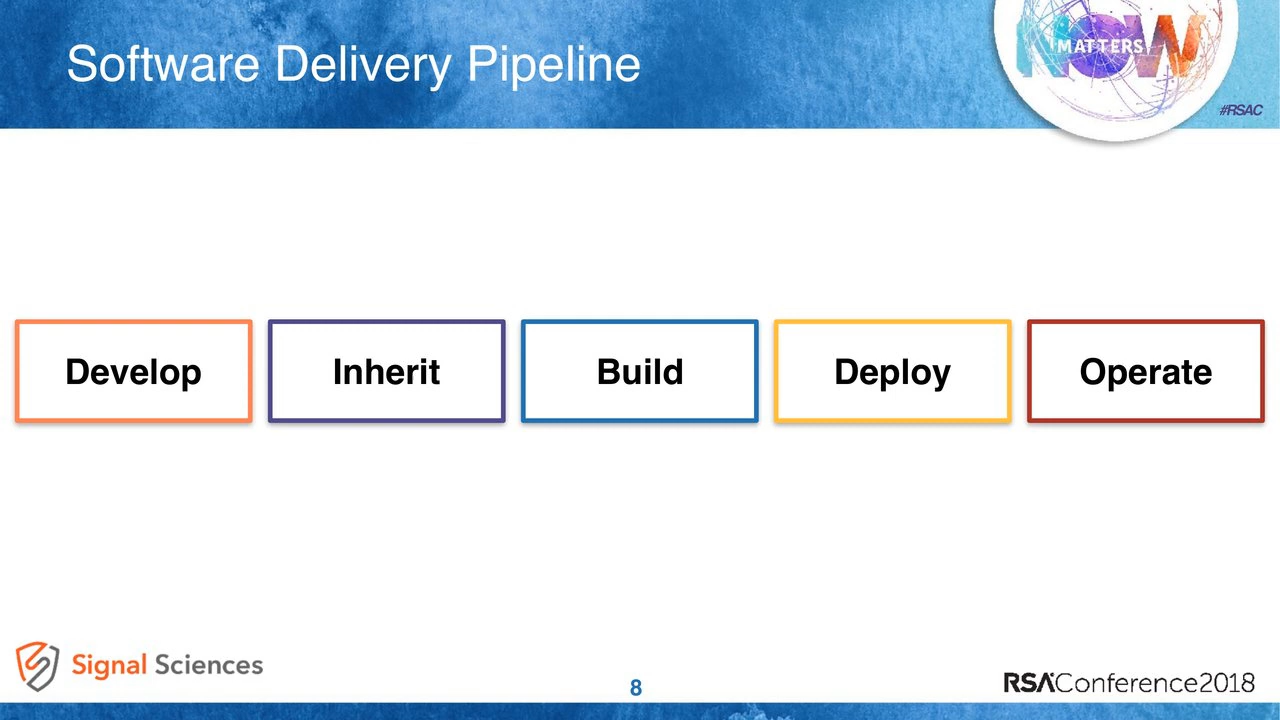 Software Delivery Pipeline
NOW
MATTERS
#RSAC
Develop
Inherit
Build
Deploy
Operate
Signal Sciences
8
RSAConference2018